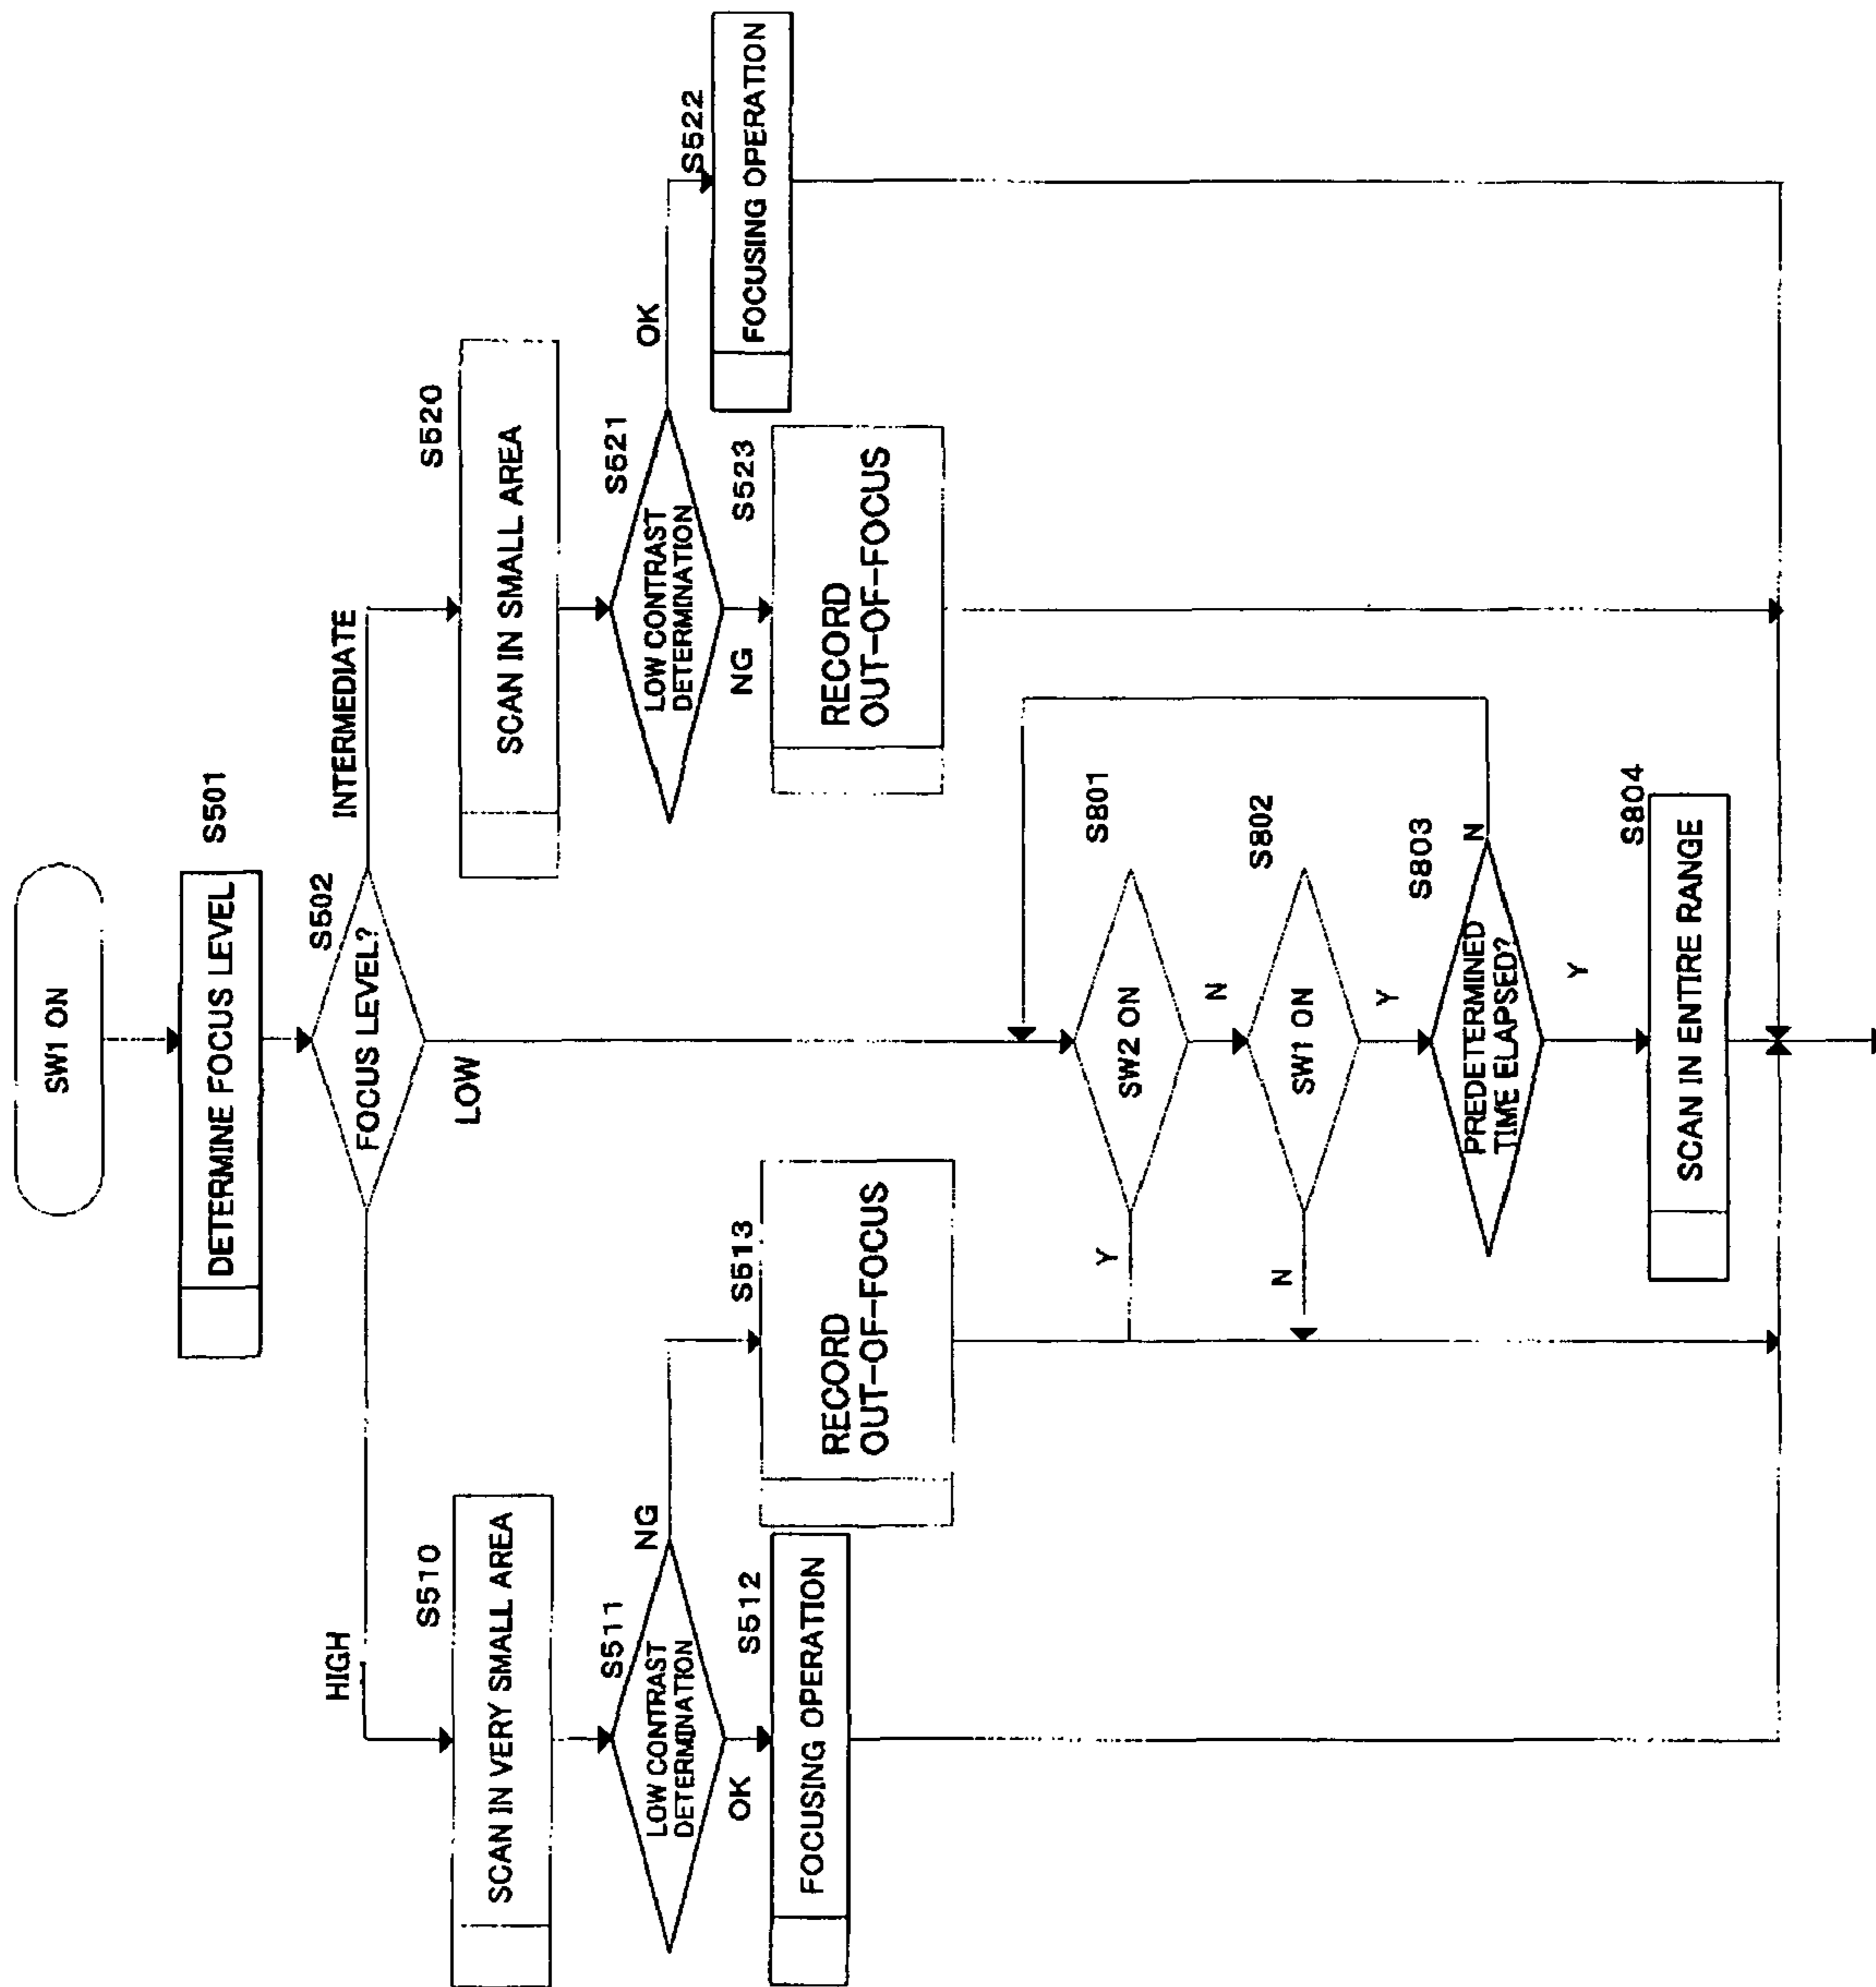 SW1 ON
S501
DETERMINE FOCUS LEVEL
S502
FOCUS LEVEL?
HIGH
INTERMEDIATE
LOW
S510
SCAN IN VERY SMALL AREA
S511
LOW CONTRAST
DETERMINATION
NG
OK
S512
FOCUSING OPERATION
S513
RECORD
OUT-OF-FOCUS
S520
SCAN IN SMALL AREA
S521
LOW CONTRAST
DETERMINATION
OK
NG
S522
FOCUSING OPERATION
S523
RECORD
OUT-OF-FOCUS
S801
SW2 ON
Y
N
S802
SW1 ON
N
Y
S803
PREDETERMINED
TIME ELAPSED?
N
Y
S804
SCAN IN ENTIRE RANGE